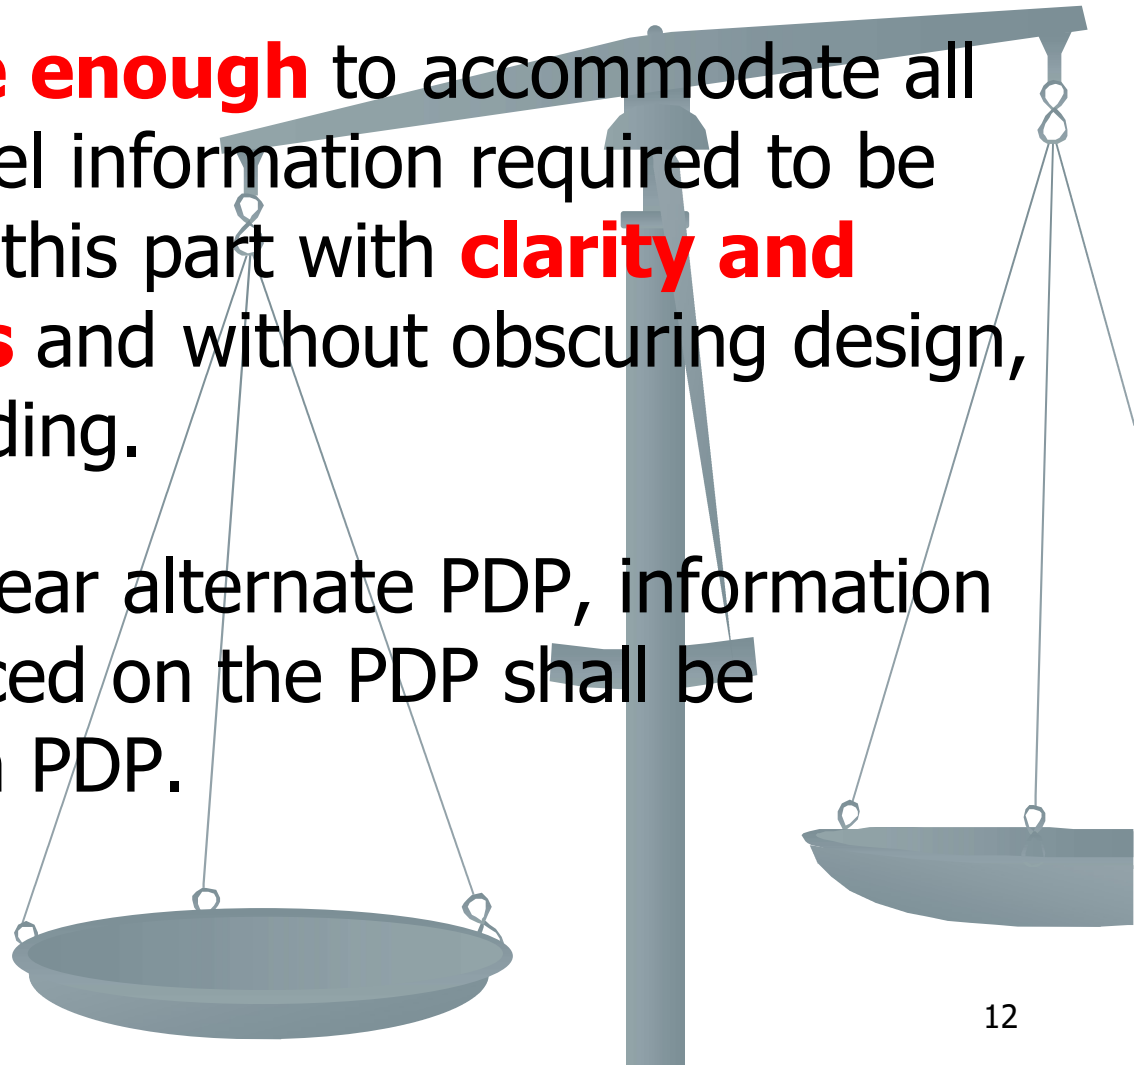 e enough to accommodate all
el information required to be
this part with clarity and
s and without obscuring design,
ding.
ear alternate PDP, information
ced on the PDP shall be
PDP.
12